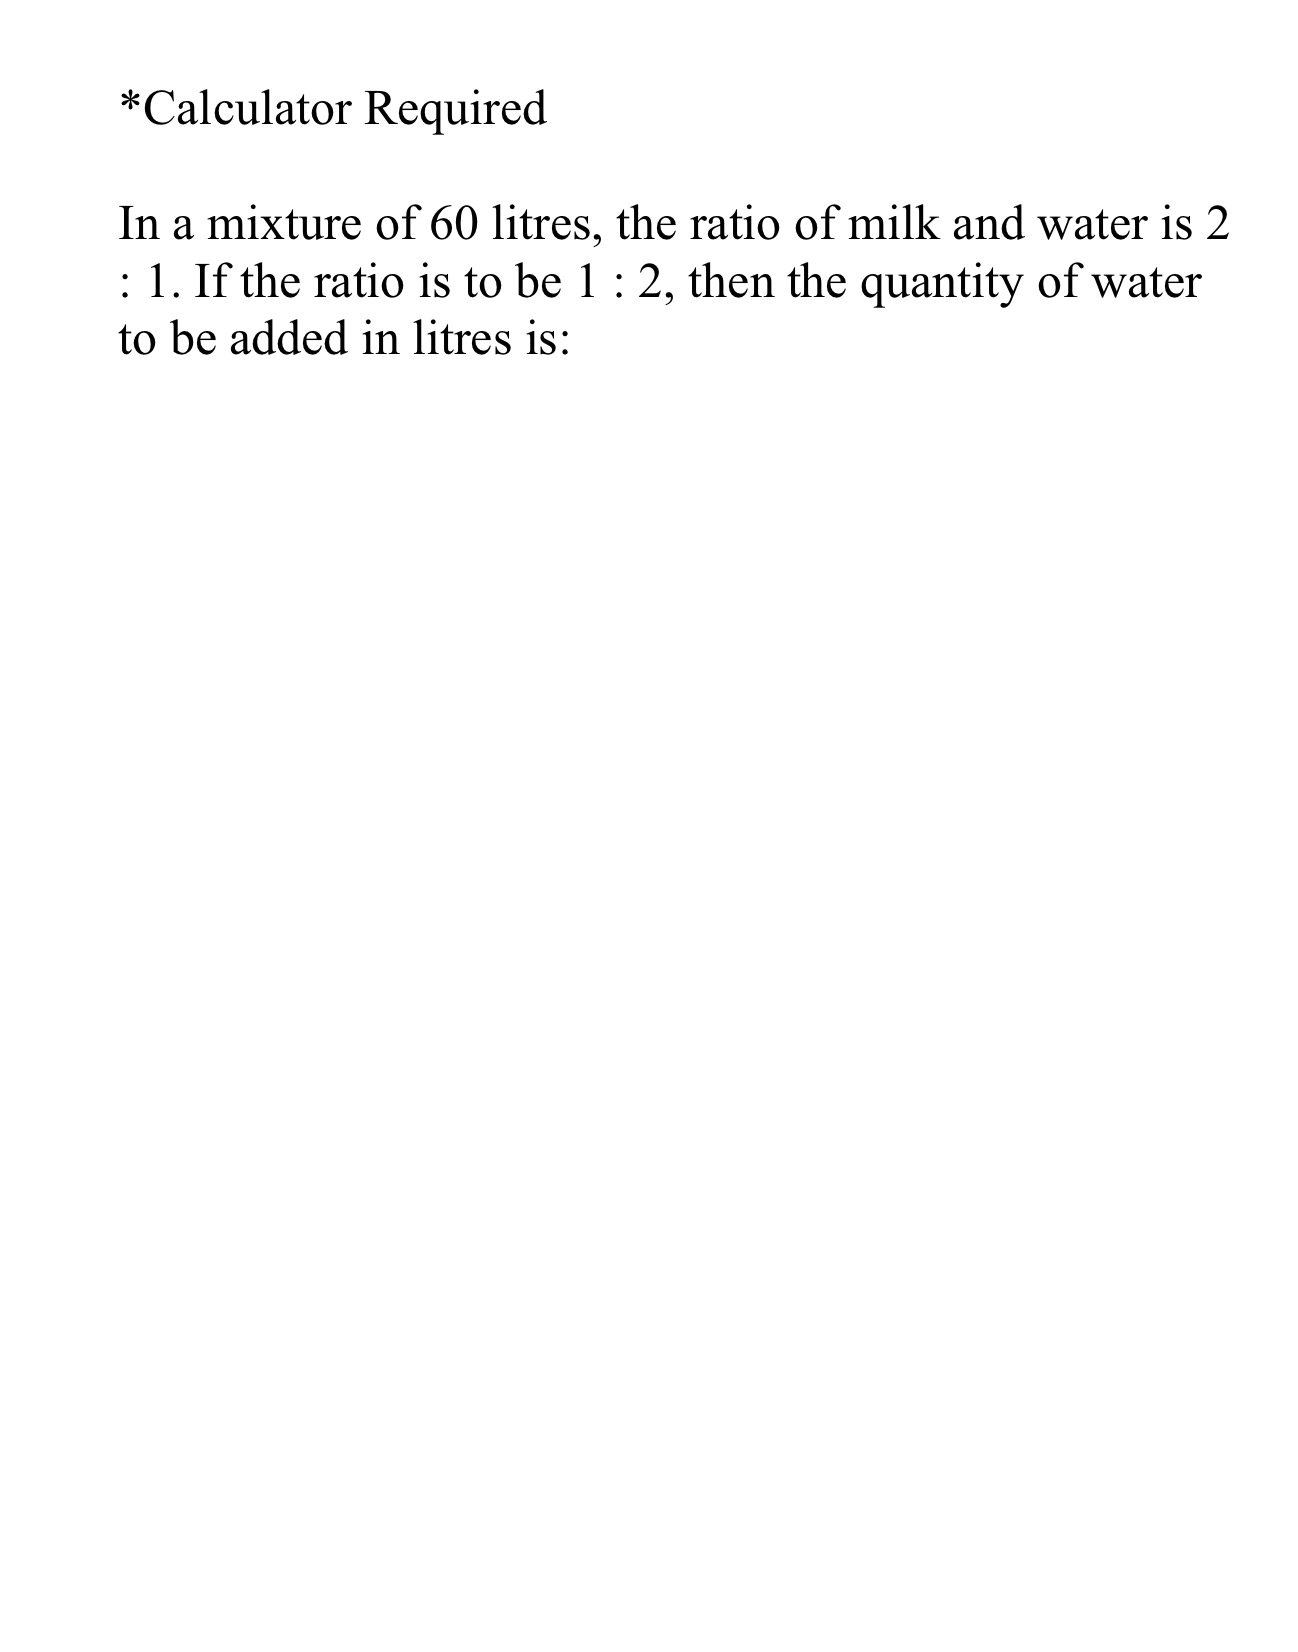 *Calculator Required
In a mixture of 60 litres, the ratio of milk and water is 2
: 1. If the ratio is to be 1 : 2, then the quantity of water
to be added in litres is: